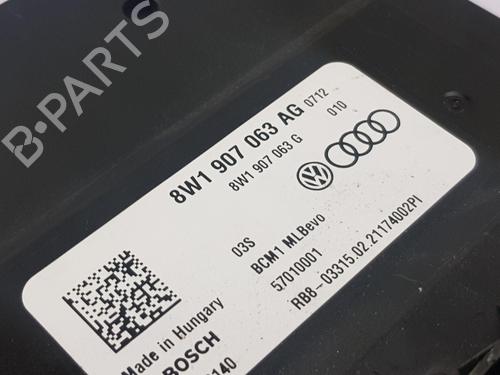 B-PARTS
8W1 907 063 AG 0712
8W1 907 063 G 010
03S
BCM1 MLBevo
57010001
RB8-03315.02.21174002PI
Made in Hungary
BOSCH
140